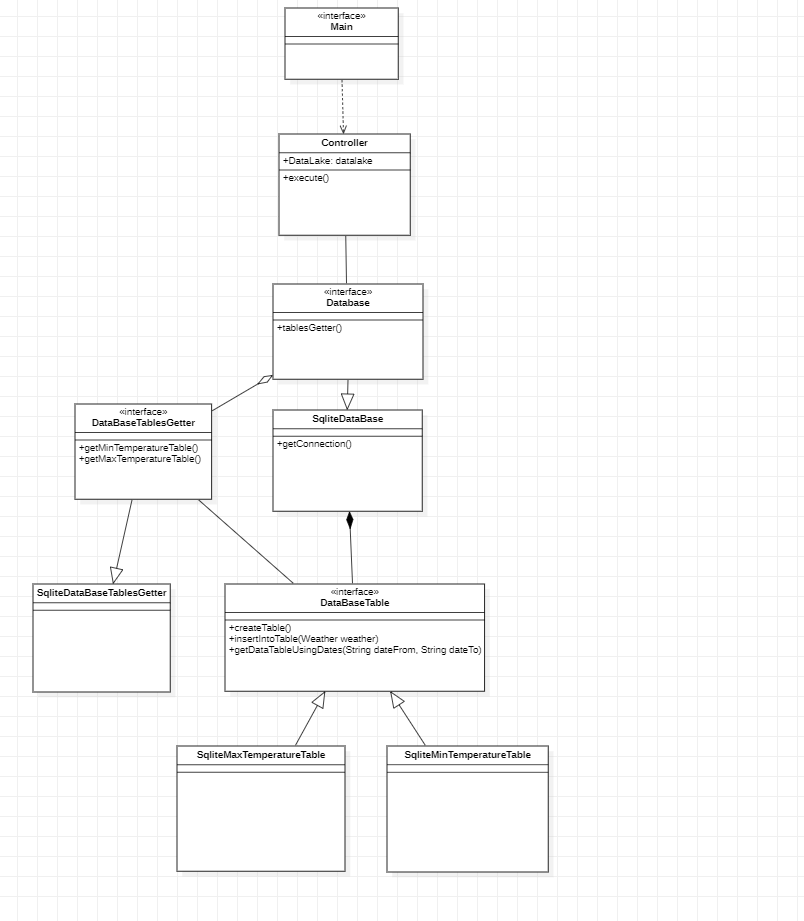 «interface»
Main
Controller
+DataLake: datalake
+execute()
«interface»
Database
+tablesGetter()
«interface»
DataBaseTablesGetter
+getMinTemperatureTable()
+getMaxTemperatureTable()
SqliteDataBase
+getConnection()
SqliteDataBaseTablesGetter
«interface»
DataBaseTable
+createTable()
+insertIntoTable(Weather weather)
+getDataTableUsingDates(String dateFrom, String dateTo)
SqliteMaxTemperatureTable
SqliteMinTemperatureTable